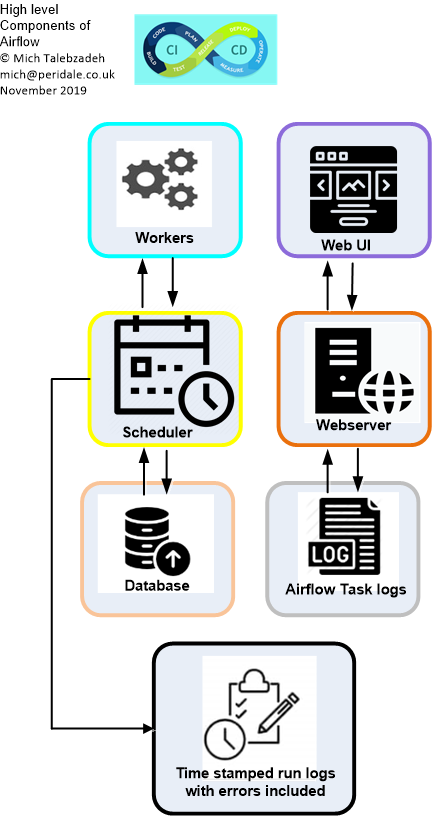 High level
Components of
Airflow
© Mich Talebzadeh
mich@peridale.co.uk
November 2019
CODE
PLAN
BUILD
TEST
RELEASE
DEPLOY
OPERATE
MEASURE
CI
CD
Workers
Web UI
Scheduler
Webserver
Database
LOG
Airflow Task logs
Time stamped run logs
with errors included